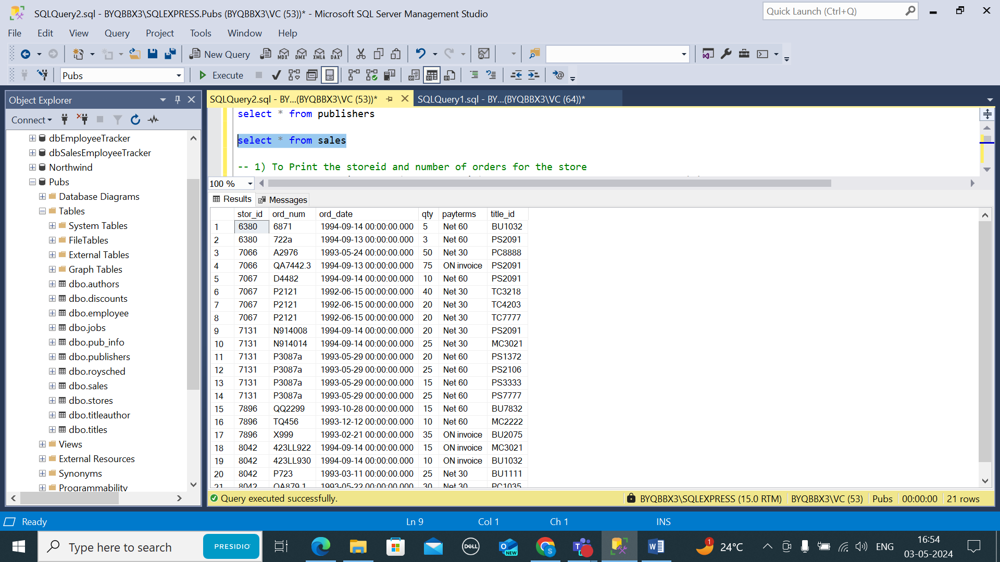 SQLQuery2.sql - BYQBBX3\SQLEXPRESS.Pubs (BYQBBX3\VC (53))* - Microsoft SQL Server Management Studio
Quick Launch (Ctrl+Q)
File Edit View Query Project Tools Window Help
New Query MDX DMX XMLA DAX
Pubs Execute
Object Explorer
Connect
dbEmployeeTracker
dbSalesEmployeeTracker
Northwind
Pubs
Database Diagrams
Tables
System Tables
FileTables
External Tables
Graph Tables
dbo.authors
dbo.discounts
dbo.employee
dbo.jobs
dbo.pub_info
dbo.publishers
dbo.roysched
dbo.sales
dbo.stores
dbo.titleauthor
dbo.titles
Views
External Resources
Synonyms
Programmability
SQLQuery2.sql - BY...(BYQBBX3\VC (53))* SQLQuery1.sql - BY...(BYQBBX3\VC (64))*
select * from publishers
select * from sales
-- 1) To Print the storeid and number of orders for the store
100 %
Results Messages
stor_id ord_num ord_date qty payterms title_id
1 6380 6871 1994-09-14 00:00:00.000 5 Net 60 BU1032
2 6380 722a 1994-09-13 00:00:00.000 3 Net 60 PS2091
3 7066 A2976 1993-05-24 00:00:00.000 50 Net 30 PC8888
4 7066 QA7442.3 1994-09-13 00:00:00.000 75 ON invoice PS2091
5 7067 D4482 1994-09-14 00:00:00.000 10 Net 60 PS2091
6 7067 P2121 1992-06-15 00:00:00.000 40 Net 30 TC3218
7 7067 P2121 1992-06-15 00:00:00.000 20 Net 30 TC4203
8 7067 P2121 1992-06-15 00:00:00.000 20 Net 30 TC7777
9 7131 N914008 1994-09-14 00:00:00.000 20 Net 30 PS2091
10 7131 N914014 1994-09-14 00:00:00.000 25 Net 30 MC3021
11 7131 P3087a 1993-05-29 00:00:00.000 20 Net 60 PS1372
12 7131 P3087a 1993-05-29 00:00:00.000 25 Net 60 PS2106
13 7131 P3087a 1993-05-29 00:00:00.000 15 Net 60 PS3333
14 7131 P3087a 1993-05-29 00:00:00.000 25 Net 60 PS7777
15 7896 QQ2299 1993-10-28 00:00:00.000 15 Net 60 BU7832
16 7896 TQ456 1993-12-12 00:00:00.000 10 Net 60 MC2222
17 7896 X999 1993-02-21 00:00:00.000 35 ON invoice BU2075
18 8042 423LL922 1994-09-14 00:00:00.000 15 ON invoice MC3021
19 8042 423LL930 1994-09-14 00:00:00.000 10 ON invoice BU1032
20 8042 P723 1993-03-11 00:00:00.000 25 Net 30 BU1111
21 8042 QA879.1 1993-05-22 00:00:00.000 30 Net 30 PC1035
Query executed successfully. BYQBBX3\SQLEXPRESS (15.0 RTM) BYQBBX3\VC (53) Pubs 00:00:00 21 rows
Ready Ln 9 Col 1 Ch 1 INS
Type here to search PRESIDIO DELL NEW S 1 24°C ENG 16:54
03-05-2024